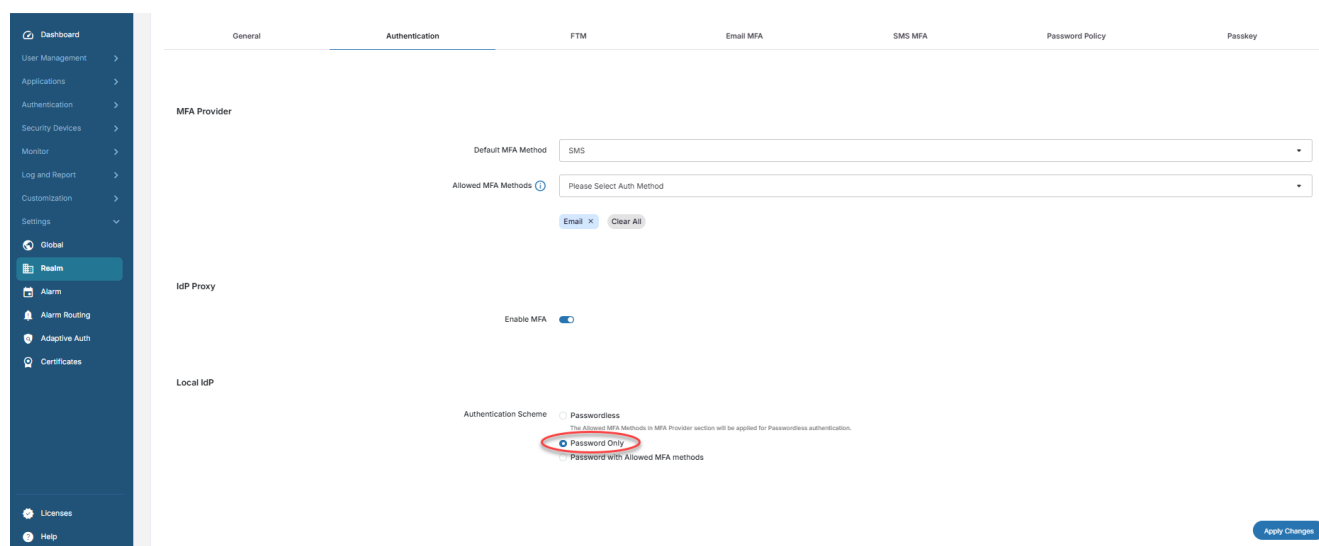 Dashboard
User Management
Applications
Authentication
Security Devices
Monitor
Log and Report
Customization
Settings
Global
Realm
Alarm
Alarm Routing
Adaptive Auth
Certificates
Licenses
Help
General
Authentication
FTM
Email MFA
SMS MFA
Password Policy
Passkey
MFA Provider
Default MFA Method
SMS
Allowed MFA Methods
Please Select Auth Method
Email ×
Clear All
IdP Proxy
Enable MFA
Local IdP
Authentication Scheme
Passwordless
The Allowed MFA Methods in MFA Provider section will be applied for Passwordless authentication.
Password Only
Password with Allowed MFA methods
Apply Changes